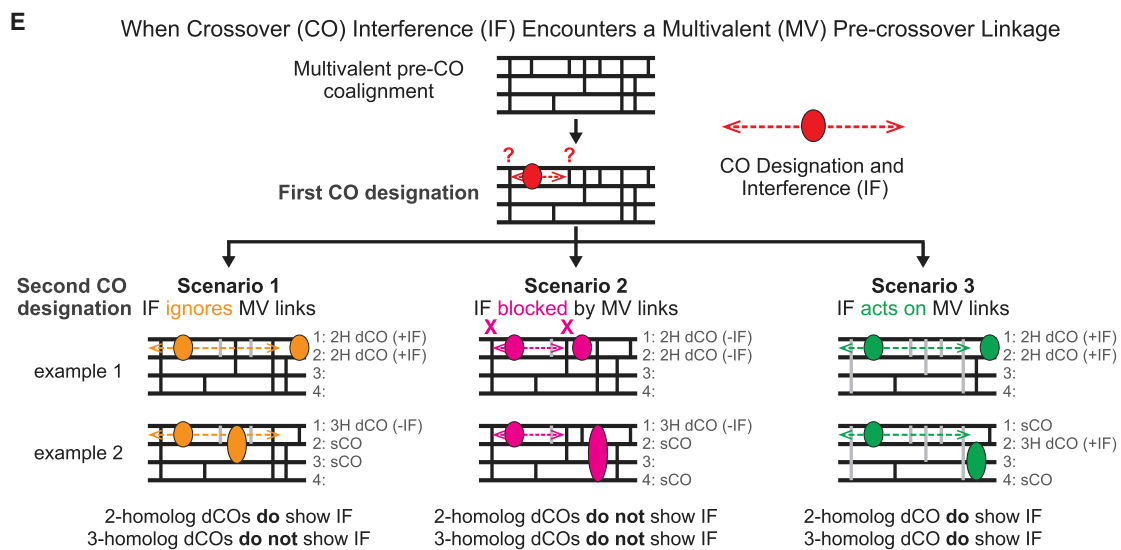 E
When Crossover (CO) Interference (IF) Encounters a Multivalent (MV) Pre-crossover Linkage
Multivalent pre-CO
coalignment
CO Designation and
Interference (IF)
? ?
First CO designation
Second CO
designation
Scenario 1
IF ignores MV links
Scenario 2
IF blocked by MV links
Scenario 3
IF acts on MV links
example 1
1: 2H dCO (+IF)
2: 2H dCO (+IF)
3:
4:
X X
1: 2H dCO (-IF)
2: 2H dCO (-IF)
3:
4:
1: 2H dCO (+IF)
2: 2H dCO (+IF)
3:
4:
example 2
1: 3H dCO (-IF)
2: sCO
3: sCO
4:
1: 3H dCO (-IF)
2: sCO
3:
4: sCO
1: sCO
2: 3H dCO (+IF)
3:
4: sCO
2-homolog dCOs do show IF
3-homolog dCOs do not show IF
2-homolog dCOs do not show IF
3-homolog dCOs do not show IF
2-homolog dCO do show IF
3-homolog dCO do show IF